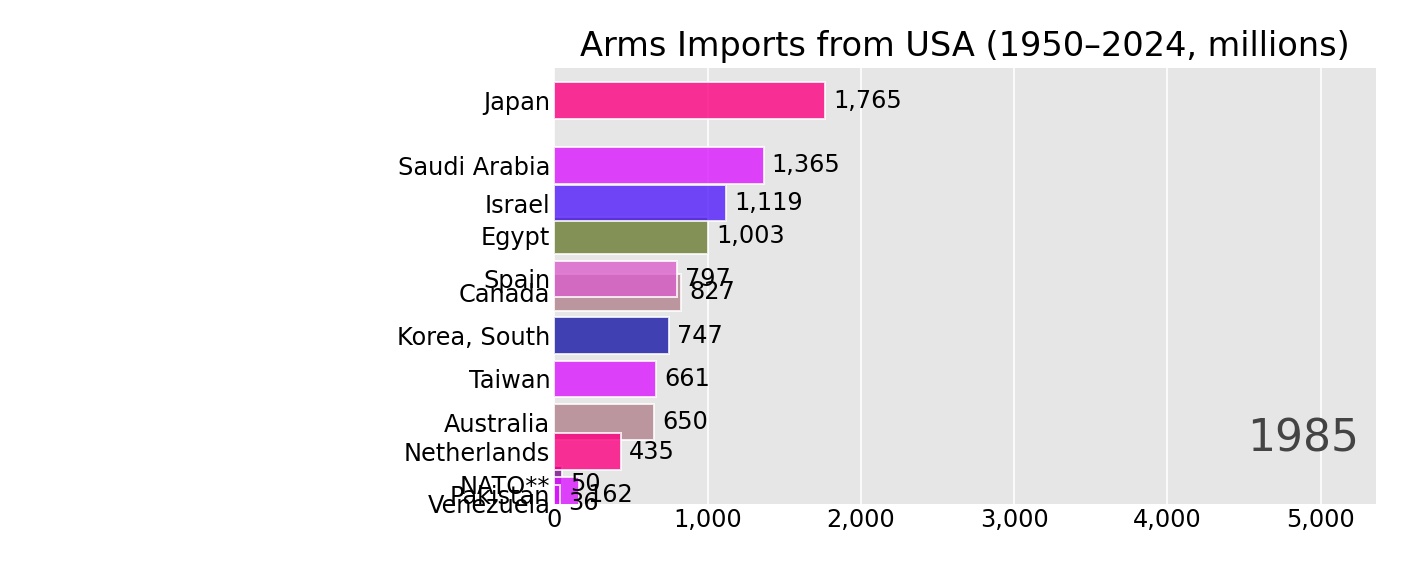 Arms Imports from USA (1950–2024, millions)
Japan 1,765
Saudi Arabia 1,365
Israel 1,119
Egypt 1,003
Spain 797
Canada 827
Korea, South 747
Taiwan 661
Australia 650
1985
Netherlands 435
NATO** 50
Pakistan 162
Venezuela 36
0 1,000 2,000 3,000 4,000 5,000